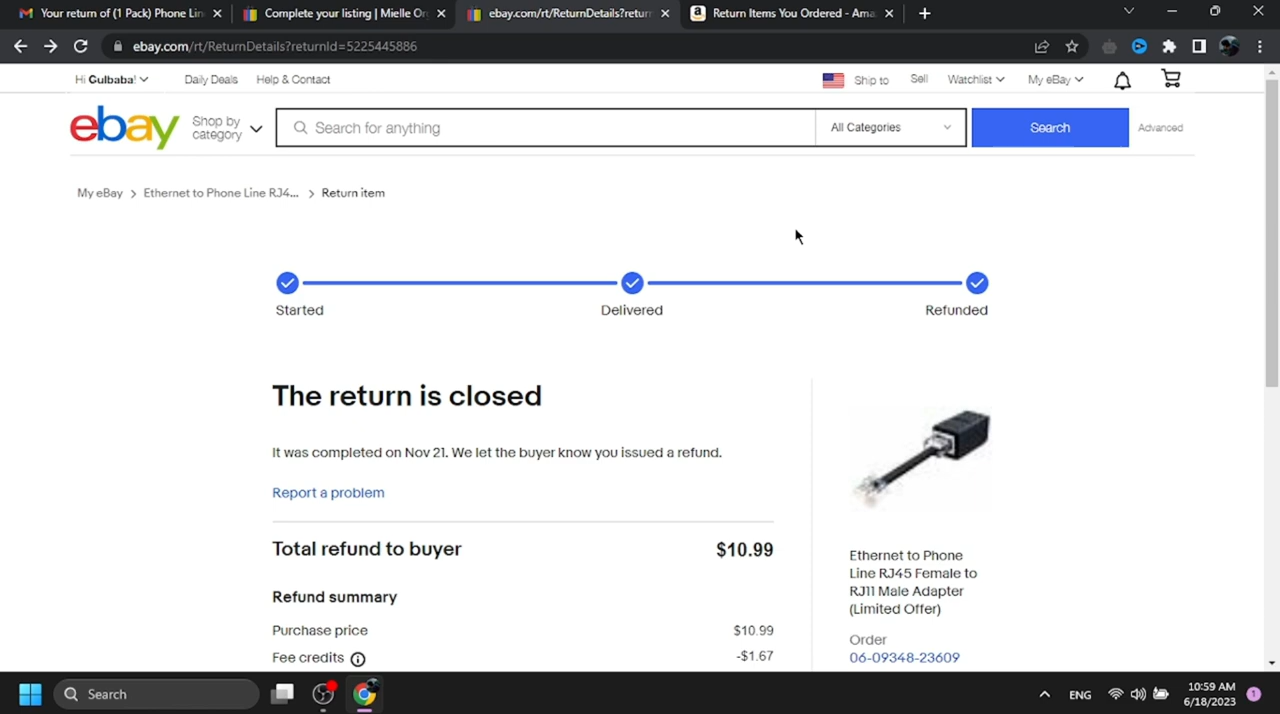 Your return of (1 Pack) Phone Lin
Complete your listing | Mielle Or
ebay.com/rt/ReturnDetails?return
Return Items You Ordered - Ama
ebay.com/rt/ReturnDetails?returnId=5225445886
Hi Gulbaba!
Daily Deals
Help & Contact
Ship to
Sell
Watchlist
My eBay
ebay
Shop by
category
Search for anything
All Categories
Search
Advanced
My eBay
Ethernet to Phone Line RJ4...
Return item
Started
Delivered
Refunded
The return is closed
It was completed on Nov 21. We let the buyer know you issued a refund.
Report a problem
Total refund to buyer
$10.99
Refund summary
Purchase price
$10.99
Fee credits
-$1.67
Ethernet to Phone
Line RJ45 Female to
RJ11 Male Adapter
(Limited Offer)
Order
06-09348-23609
Search
ENG
10:59 AM
6/18/2023
1